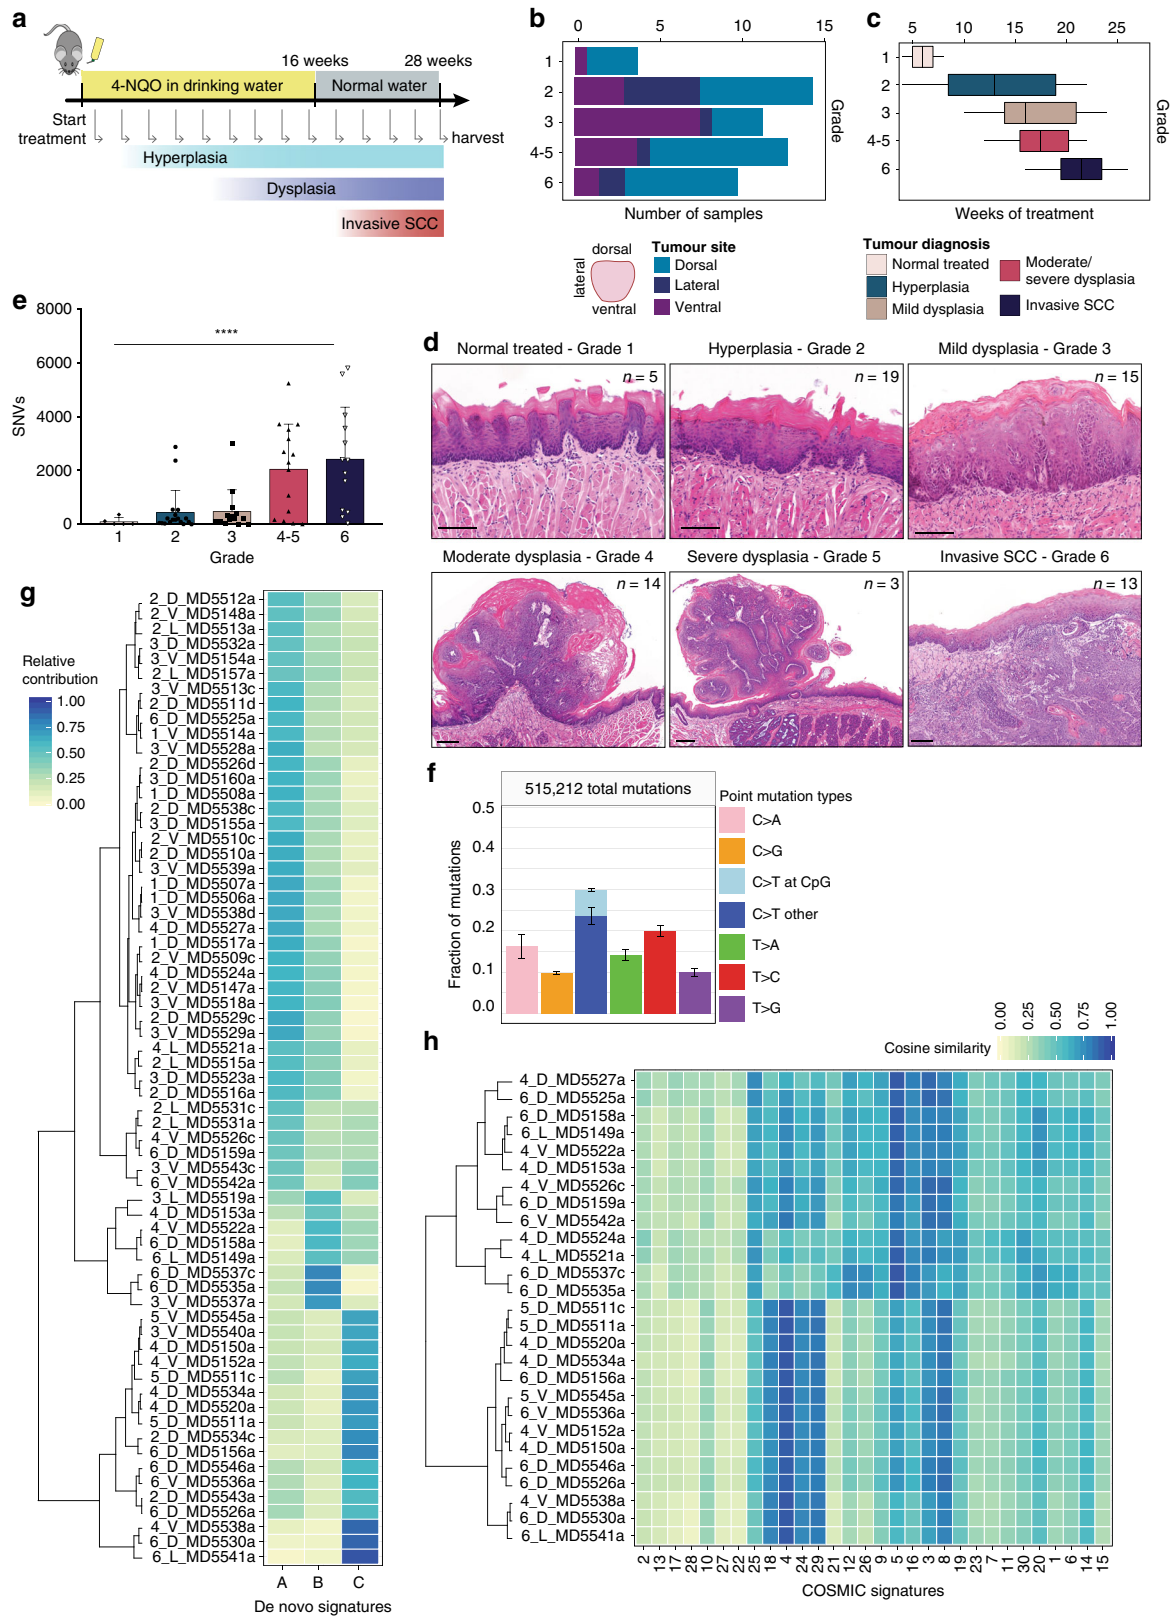 a
16 weeks
28 weeks
4-NQO in drinking water
Normal water
Start
treatment
harvest
Hyperplasia
Dysplasia
Invasive SCC
b
0 5 10 15
1
2
3
4-5
6
Grade
Number of samples
dorsal
lateral
ventral
Tumour site
Dorsal
Lateral
Ventral
c
5 10 15 20 25
1
2
3
4-5
6
Grade
Weeks of treatment
Tumour diagnosis
Normal treated
Hyperplasia
Mild dysplasia
Moderate/
severe dysplasia
Invasive SCC
e
8000
6000
4000
2000
0
SNVs
****
1 2 3 4-5 6
Grade
d
Normal treated - Grade 1
n = 5
Hyperplasia - Grade 2
n = 19
Mild dysplasia - Grade 3
n = 15
Moderate dysplasia - Grade 4
n = 14
Severe dysplasia - Grade 5
n = 3
Invasive SCC - Grade 6
n = 13
g
Relative
contribution
1.00
0.75
0.50
0.25
0.00
2_D_MD5512a
2_V_MD5148a
2_L_MD5513a
3_D_MD5532a
3_V_MD5154a
2_L_MD5157a
3_V_MD5513c
2_D_MD5511d
6_D_MD5525a
1_V_MD5514a
3_V_MD5528a
2_D_MD5526d
3_D_MD5160a
1_D_MD5508a
2_D_MD5538c
3_D_MD5155a
2_V_MD5510c
2_D_MD5510a
3_V_MD5539a
1_D_MD5507a
1_D_MD5506a
3_V_MD5538d
4_D_MD5527a
1_D_MD5517a
2_V_MD5509c
4_D_MD5524a
2_V_MD5147a
3_V_MD5518a
2_D_MD5529c
3_V_MD5529a
4_L_MD5521a
2_L_MD5515a
3_D_MD5523a
2_D_MD5516a
2_L_MD5531c
2_L_MD5531a
4_V_MD5526c
6_D_MD5159a
3_V_MD5543c
6_V_MD5542a
3_L_MD5519a
4_D_MD5153a
4_V_MD5522a
6_D_MD5158a
6_L_MD5149a
6_D_MD5537c
6_D_MD5535a
3_V_MD5537a
5_V_MD5545a
3_V_MD5540a
4_D_MD5150a
4_V_MD5152a
5_D_MD5511c
4_D_MD5534a
4_D_MD5520a
5_D_MD5511a
2_D_MD5534c
6_D_MD5156a
6_D_MD5546a
6_V_MD5536a
2_D_MD5543a
6_D_MD5526a
4_V_MD5538a
6_D_MD5530a
6_L_MD5541a
A B C
De novo signatures
f
515,212 total mutations
0.5
0.4
0.3
0.2
0.1
0.0
Fraction of mutations
Point mutation types
C>A
C>G
C>T at CpG
C>T other
T>A
T>C
T>G
h
Cosine similarity
0.00 0.25 0.50 0.75 1.00
4_D_MD5527a
6_D_MD5525a
6_D_MD5158a
6_L_MD5149a
4_V_MD5522a
4_D_MD5153a
4_V_MD5526c
6_D_MD5159a
6_V_MD5542a
4_D_MD5524a
4_L_MD5521a
6_D_MD5537c
6_D_MD5535a
5_D_MD5511c
5_D_MD5511a
4_D_MD5520a
4_D_MD5534a
6_D_MD5156a
5_V_MD5545a
6_V_MD5536a
4_V_MD5152a
4_D_MD5150a
6_D_MD5546a
6_D_MD5526a
4_V_MD5538a
6_D_MD5530a
6_L_MD5541a
2 13 17 28 10 27 22 25 18 4 24 29 21 12 26 9 5 16 3 8 19 23 7 11 30 20 1 6 14 15
COSMIC signatures